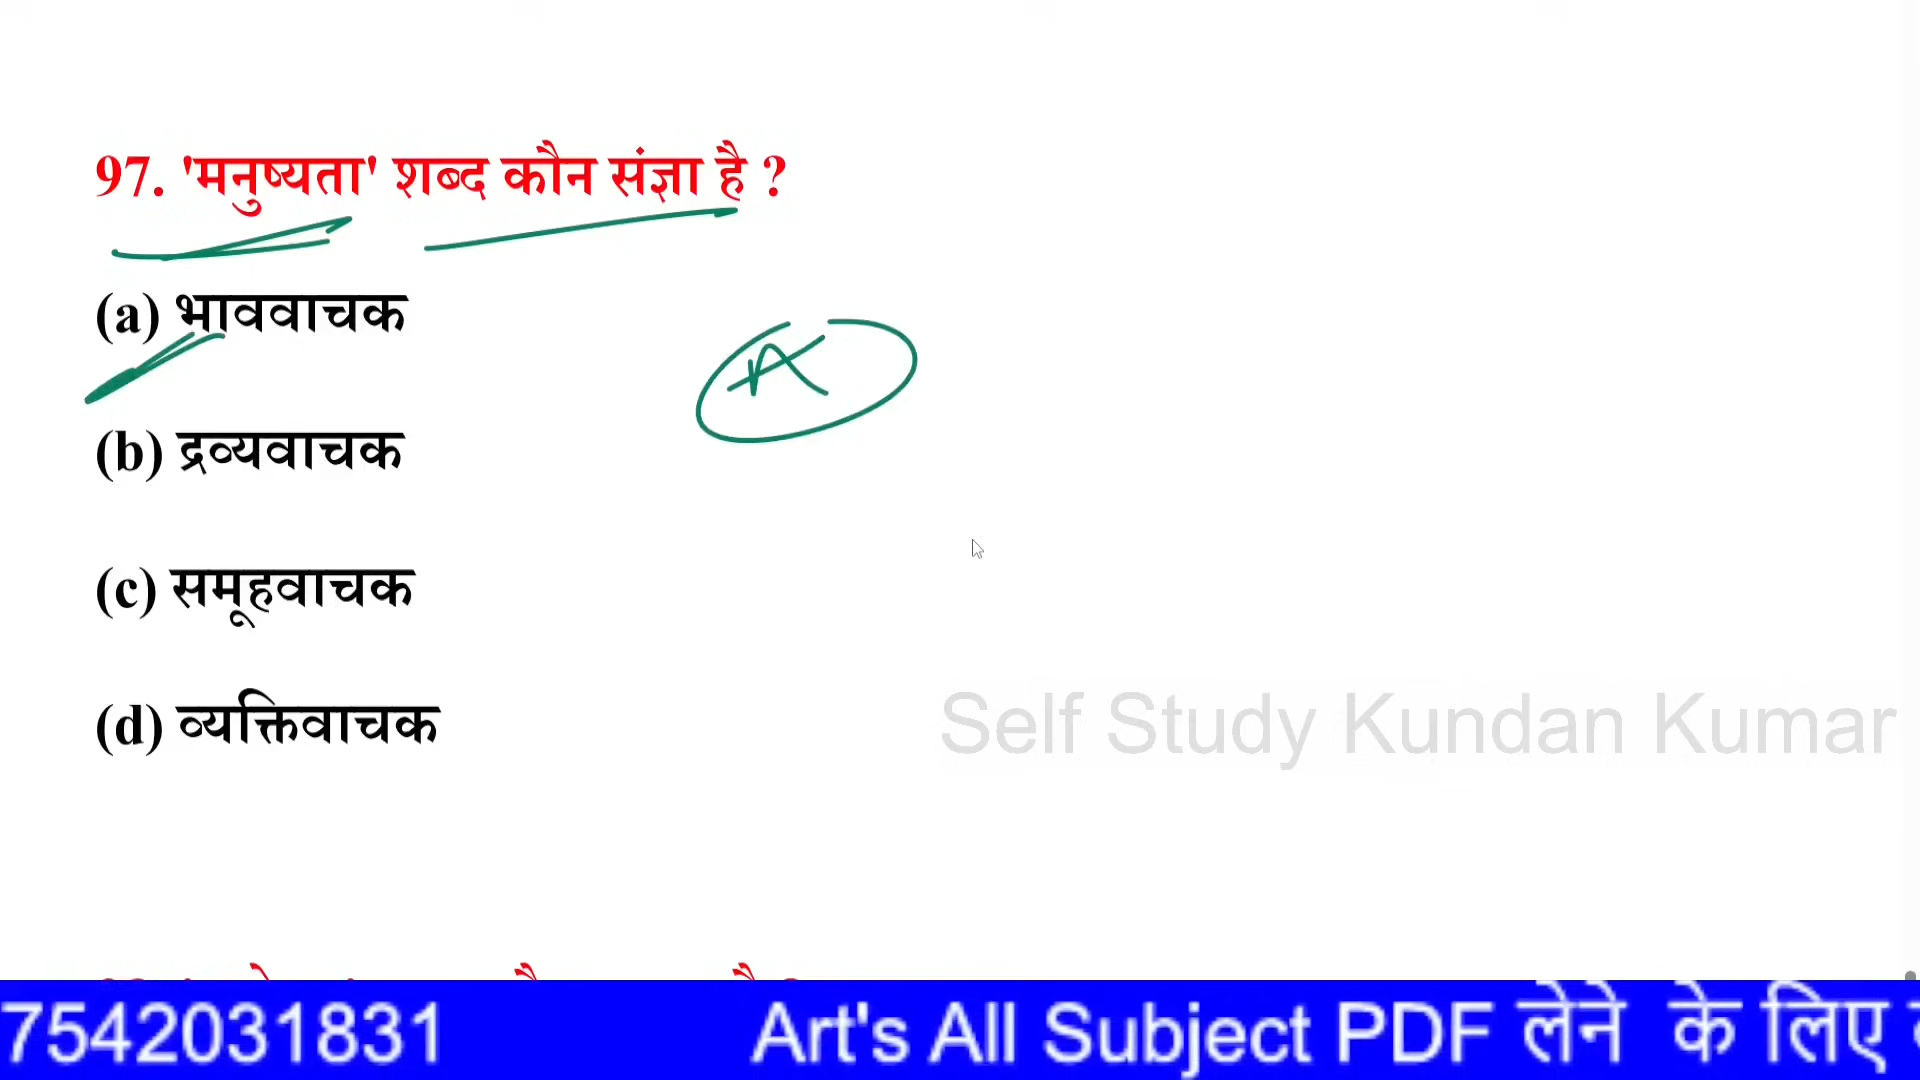 97. 'मनुष्यता' शब्द कौन संज्ञा है ?
(a) भाववाचक
A
(b) द्रव्यवाचक
(c) समूहवाचक
(d) व्यक्तिवाचक
Self Study Kundan Kumar
7542031831 Art's All Subject PDF लेने के लिए